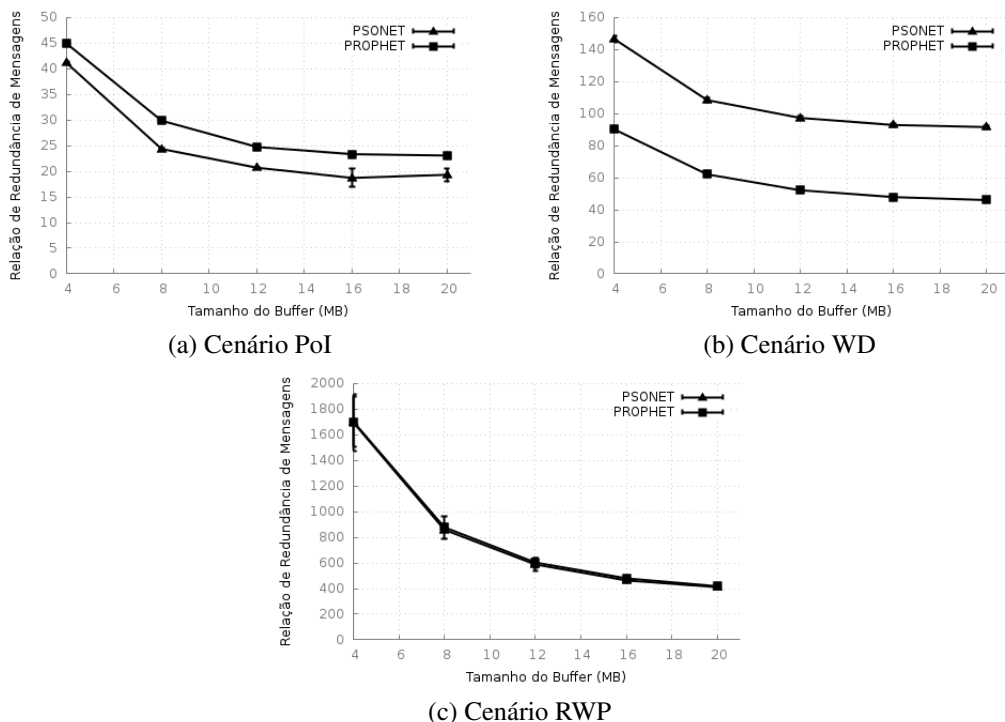 50
45
40
35
30
25
20
15
10
5
0
4 6 8 10 12 14 16 18 20
Relação de Redundância de Mensagens
Tamanho do Buffer (MB)
PSONET
PROPHET
(a) Cenário PoI
160
140
120
100
80
60
40
20
0
4 6 8 10 12 14 16 18 20
Relação de Redundância de Mensagens
Tamanho do Buffer (MB)
PSONET
PROPHET
(b) Cenário WD
2000
1800
1600
1400
1200
1000
800
600
400
200
0
4 6 8 10 12 14 16 18 20
Relação de Redundância de Mensagens
Tamanho do Buffer (MB)
PSONET
PROPHET
(c) Cenário RWP